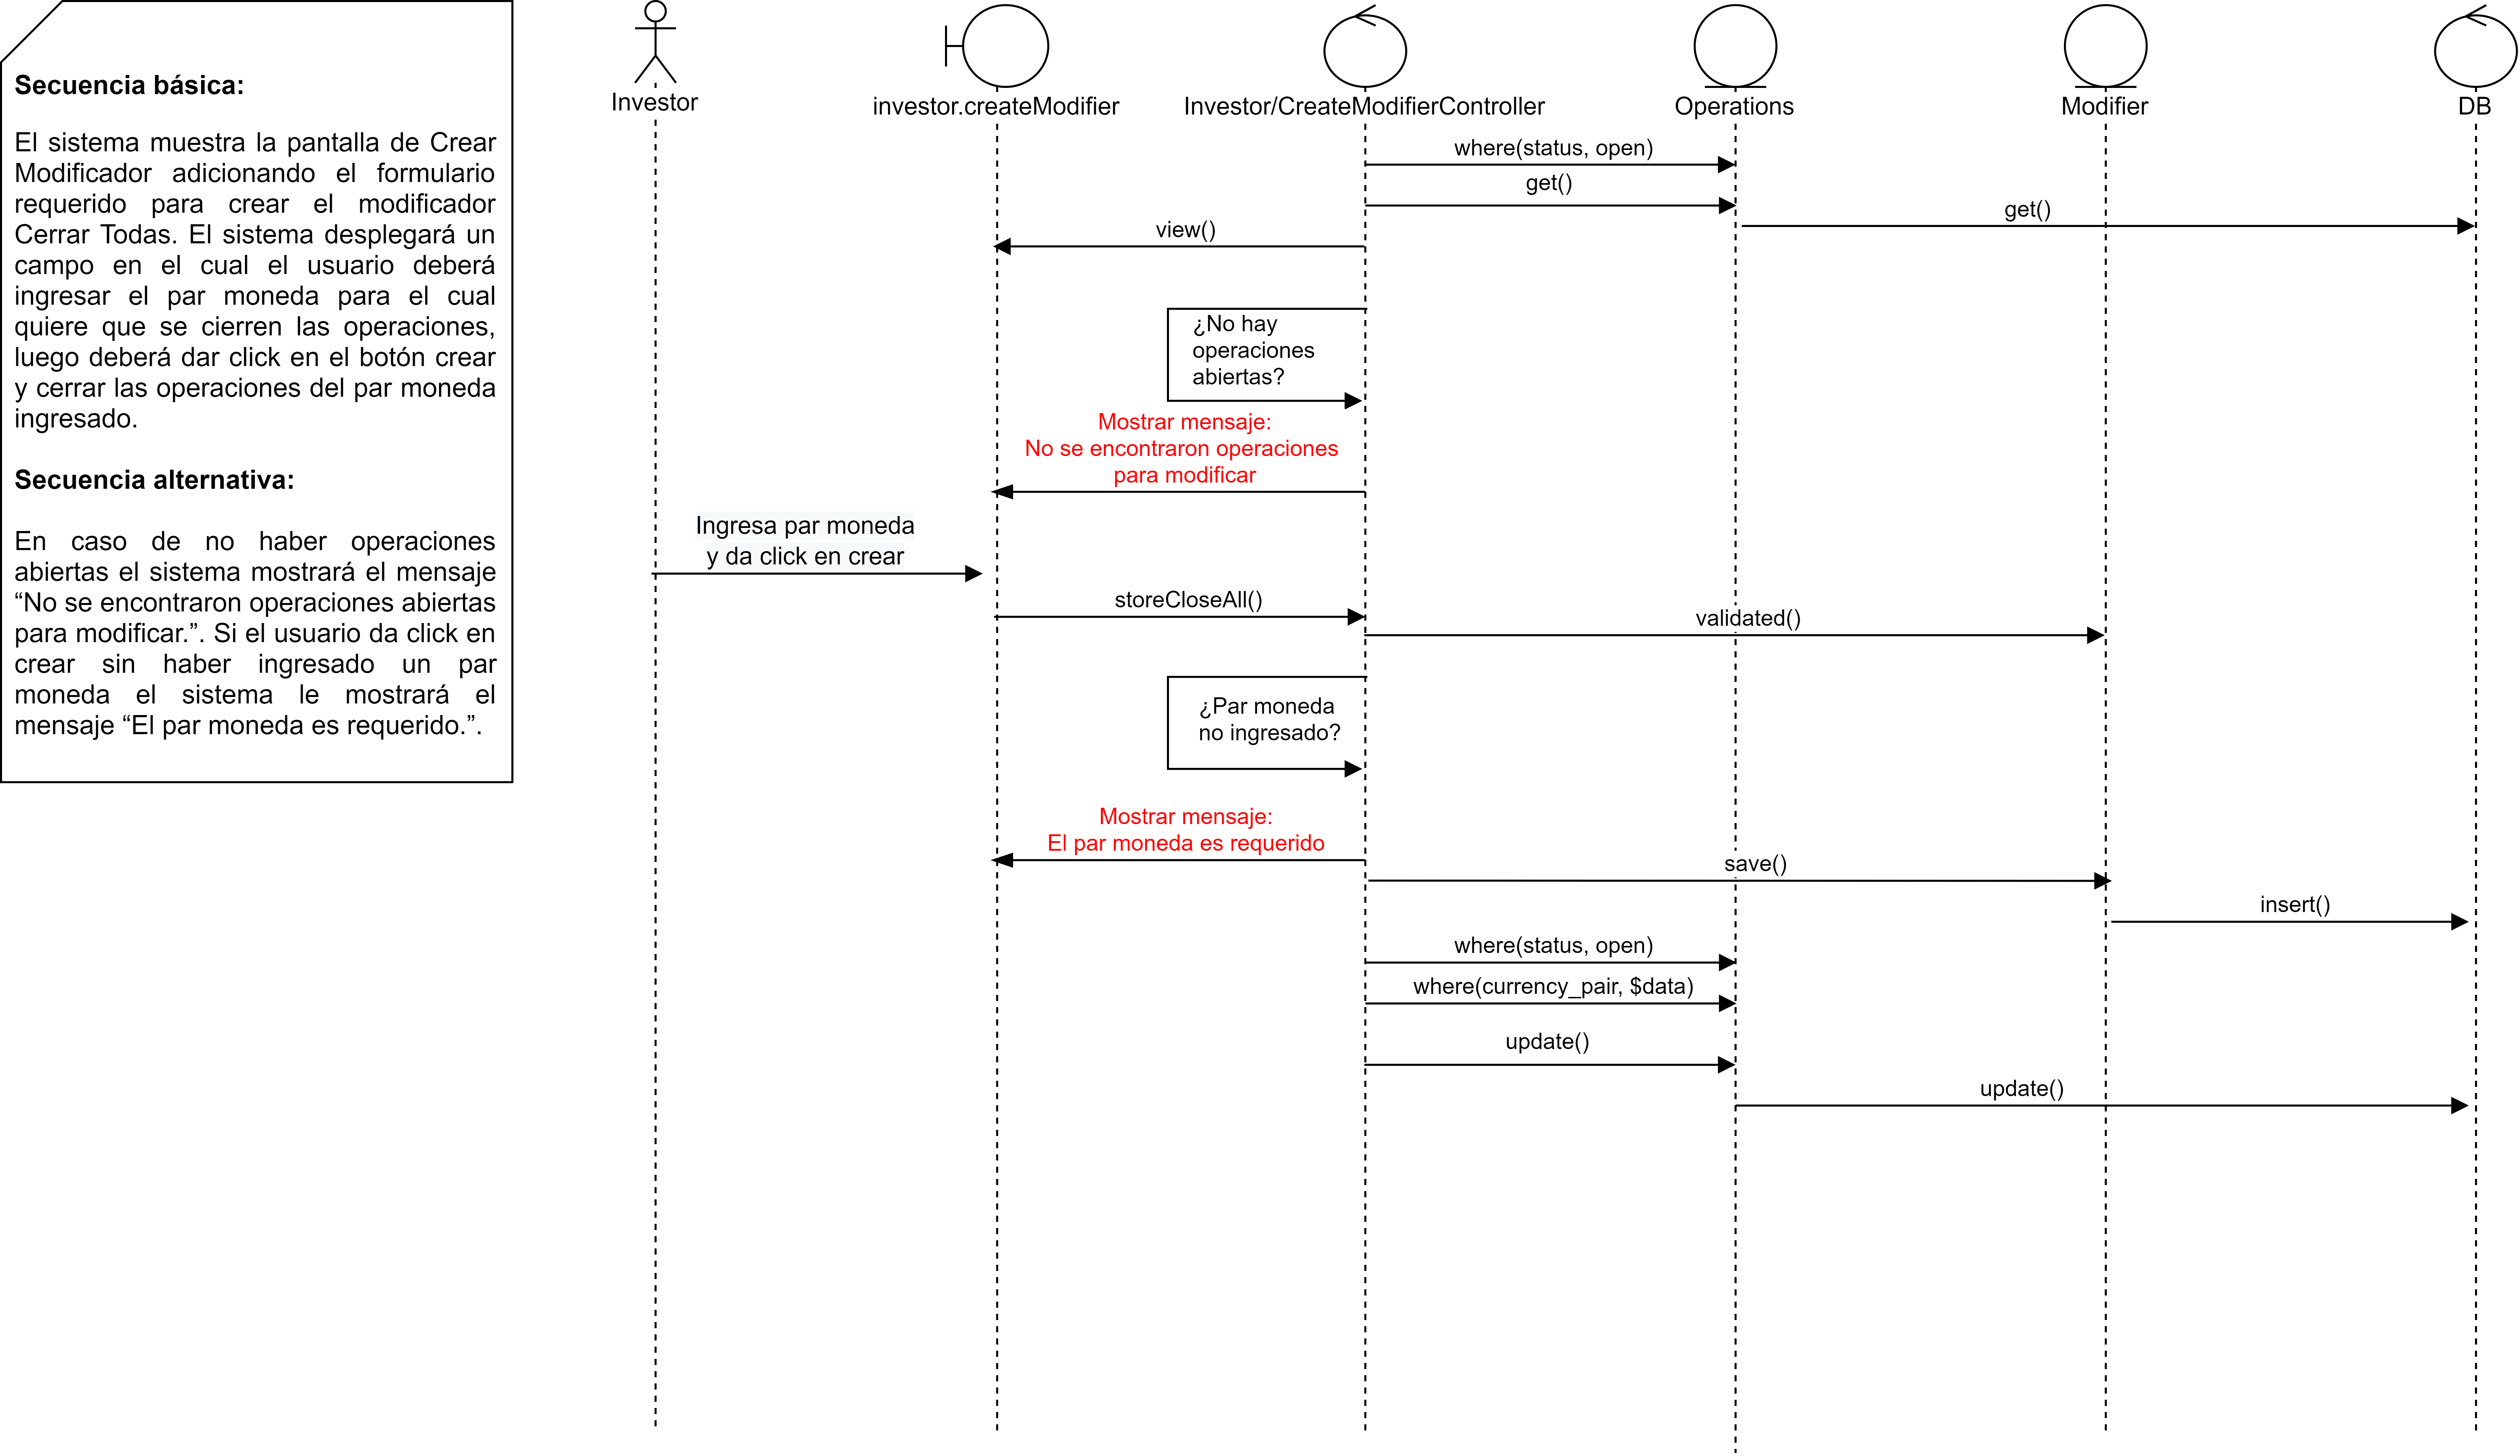 Secuencia básica:
El sistema muestra la pantalla de Crear
Modificador adicionando el formulario
requerido para crear el modificador
Cerrar Todas. El sistema desplegará un
campo en el cual el usuario deberá
ingresar el par moneda para el cual
quiere que se cierren las operaciones,
luego deberá dar click en el botón crear
y cerrar las operaciones del par moneda
ingresado.
Secuencia alternativa:
En caso de no haber operaciones
abiertas el sistema mostrará el mensaje
“No se encontraron operaciones abiertas
para modificar.”. Si el usuario da click en
crear sin haber ingresado un par
moneda el sistema le mostrará el
mensaje “El par moneda es requerido.”.
Investor
investor.createModifier
Investor/CreateModifierController
Operations
Modifier
DB
where(status, open)
get()
get()
view()
¿No hay
operaciones
abiertas?
Mostrar mensaje:
No se encontraron operaciones
para modificar
Ingresa par moneda
y da click en crear
storeCloseAll()
validated()
¿Par moneda
no ingresado?
Mostrar mensaje:
El par moneda es requerido
save()
insert()
where(status, open)
where(currency_pair, $data)
update()
update()